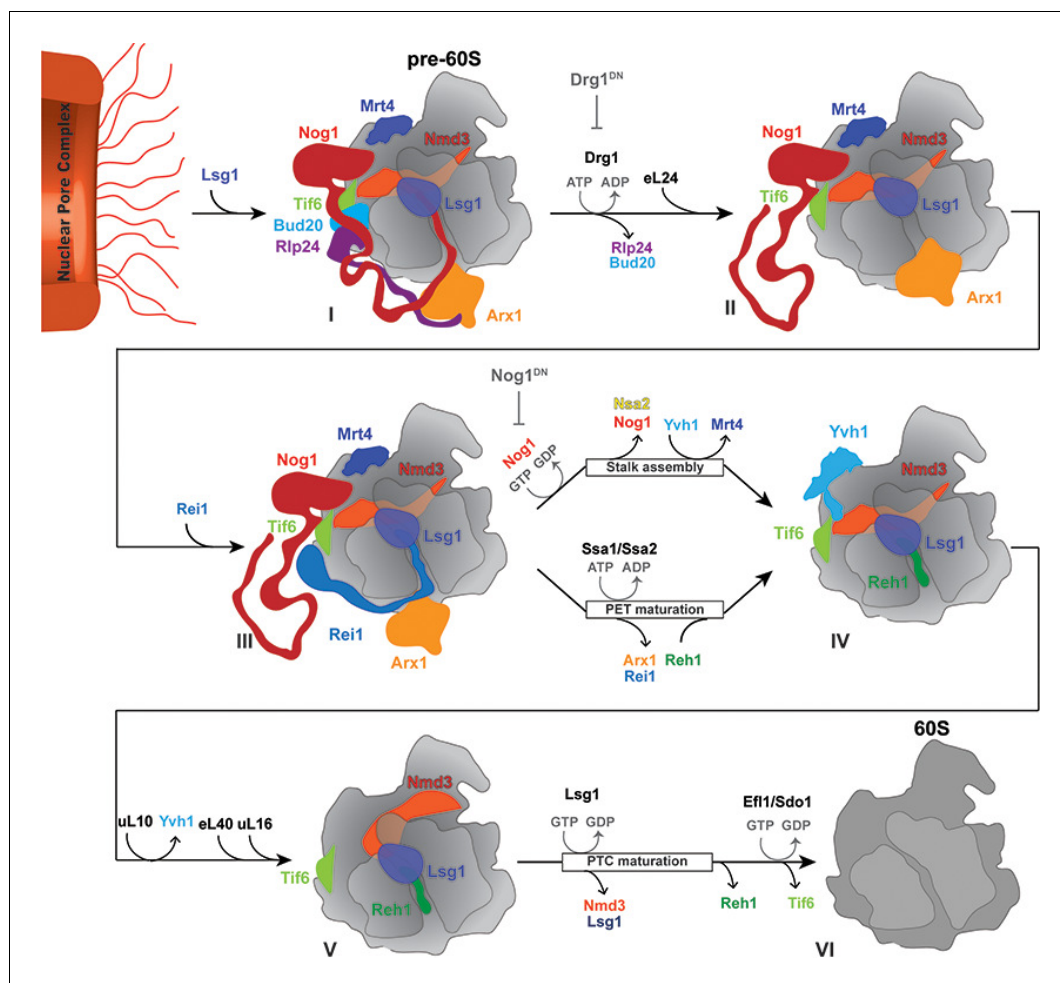 Nuclear Pore Complex
Lsg1
pre-60S
Mrt4
Nog1
Nmd3
Tif6
Lsg1
Bud20
Rlp24
Arx1
I
Drg1DN
Drg1
ATP ADP
eL24
Rlp24
Bud20
Mrt4
Nog1
Nmd3
Tif6
Lsg1
Arx1
II
Rei1
Mrt4
Nog1
Nmd3
Tif6
Lsg1
Rei1
Arx1
III
Nog1DN
Nog1
GTP GDP
Nsa2
Nog1
Yvh1
Mrt4
Stalk assembly
Ssa1/Ssa2
ATP ADP
PET maturation
Arx1 Reh1
Rei1
Yvh1
Nmd3
Tif6
Lsg1
Reh1
IV
uL10 Yvh1 eL40 uL16
Nmd3
Tif6
Lsg1
Reh1
V
Lsg1
GTP GDP
PTC maturation
Nmd3
Lsg1
Reh1
Efl1/Sdo1
GTP GDP
Tif6
60S
VI